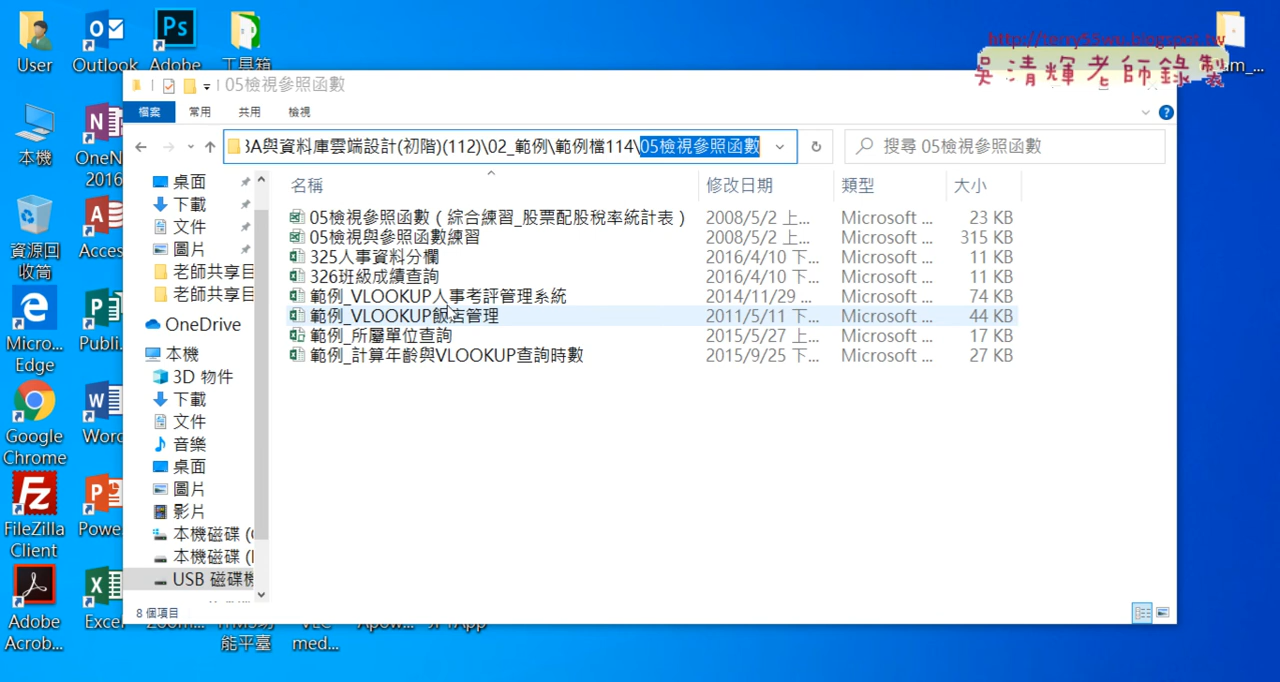 User
Outlook
Adobe
工具箱
http://terry55wu.blogspot.tw
吳清輝老師錄製
05檢視參照函數
檔案
常用
共用
檢視
3A與資料庫雲端設計(初階)(112)\02_範例\範例檔114\05檢視參照函數
搜尋 05檢視參照函數
本機
OneN...
2016
資源回
收筒
Acces...
Micro...
Edge
Publi...
Google
Chrome
Word
FileZilla
Client
Powe...
Adobe
Acrob...
Excel
桌面
下載
文件
圖片
老師共享目
老師共享目
OneDrive
本機
3D 物件
下載
文件
音樂
桌面
圖片
影片
本機磁碟 (
本機磁碟 (
USB 磁碟機
名稱
修改日期
類型
大小
05檢視參照函數（綜合練習_股票配股稅率統計表） 2008/5/2 上... Microsoft ... 23 KB
05檢視與參照函數練習 2008/5/2 上... Microsoft ... 315 KB
325人事資料分欄 2016/4/10 下... Microsoft ... 11 KB
326班級成績查詢 2016/4/10 下... Microsoft ... 11 KB
範例_VLOOKUP人事考評管理系統 2014/11/29 ... Microsoft ... 74 KB
範例_VLOOKUP飯店管理 2011/5/11 下... Microsoft ... 44 KB
範例_所屬單位查詢 2015/5/27 上... Microsoft ... 17 KB
範例_計算年齡與VLOOKUP查詢時數 2015/9/25 下... Microsoft ... 27 KB
8 個項目
能平臺
med...